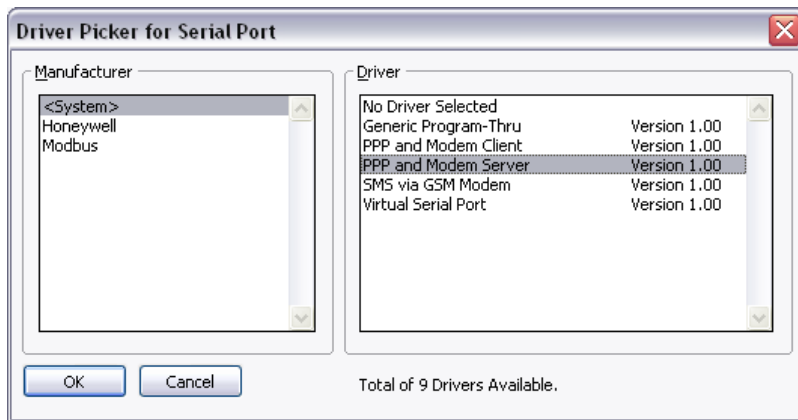 Driver Picker for Serial Port
Manufacturer
<System>
Honeywell
Modbus
Driver
No Driver Selected
Generic Program-Thru Version 1.00
PPP and Modem Client Version 1.00
PPP and Modem Server Version 1.00
SMS via GSM Modem Version 1.00
Virtual Serial Port Version 1.00
OK
Cancel
Total of 9 Drivers Available.